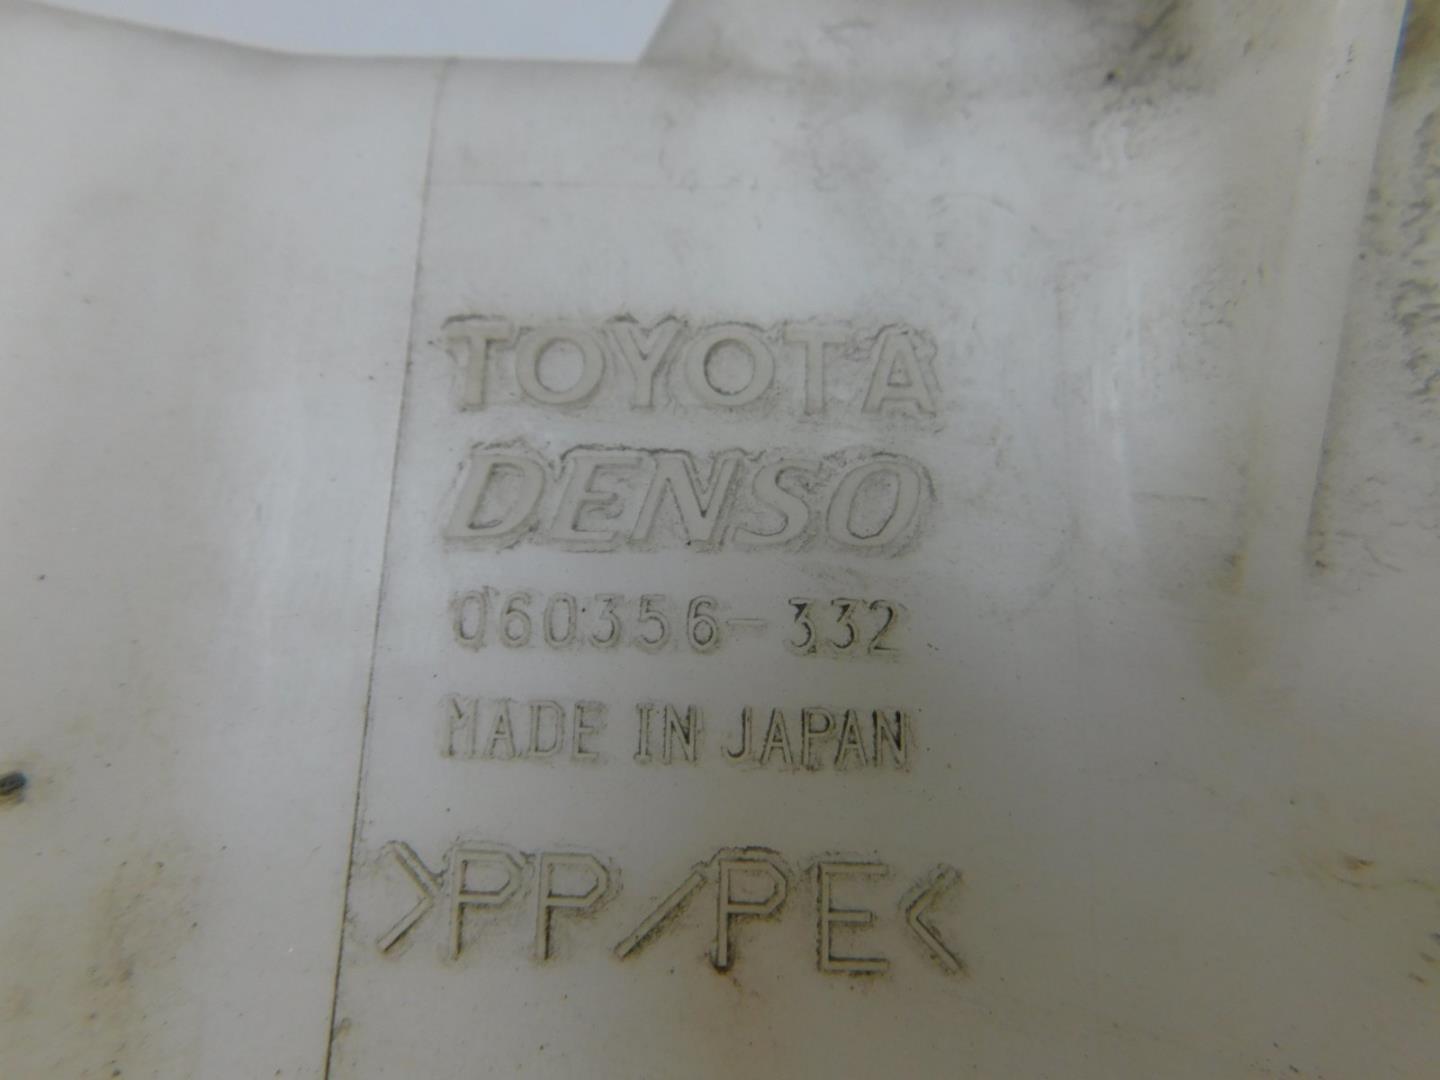 TOYOTA
DENSO
060356-332
MADE IN JAPAN
>PP/PE<